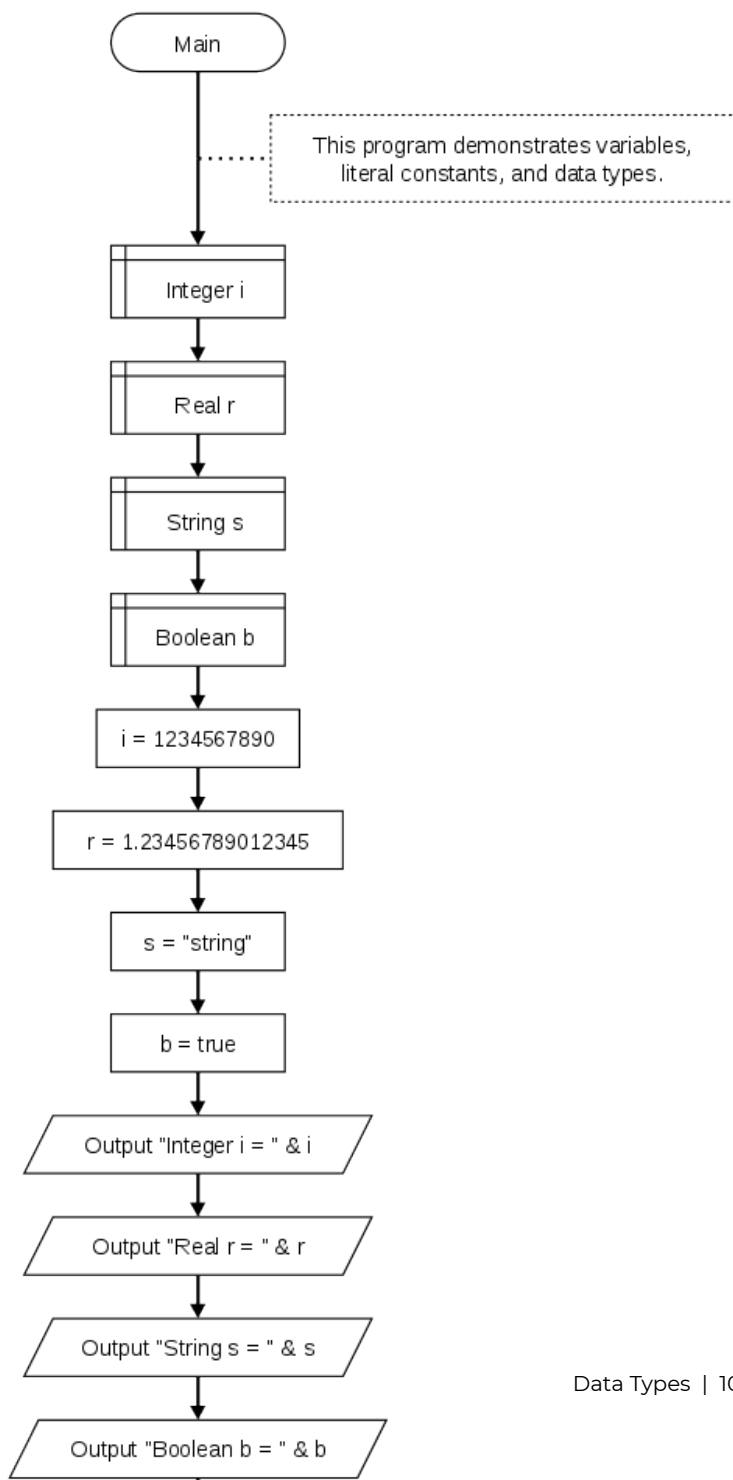 Main
This program demonstrates variables,
literal constants, and data types.
Integer i
Real r
String s
Boolean b
i = 1234567890
r = 1.23456789012345
s = "string"
b = true
Output "Integer i = " & i
Output "Real r = " & r
Output "String s = " & s
Data Types | 10
Output "Boolean b = " & b